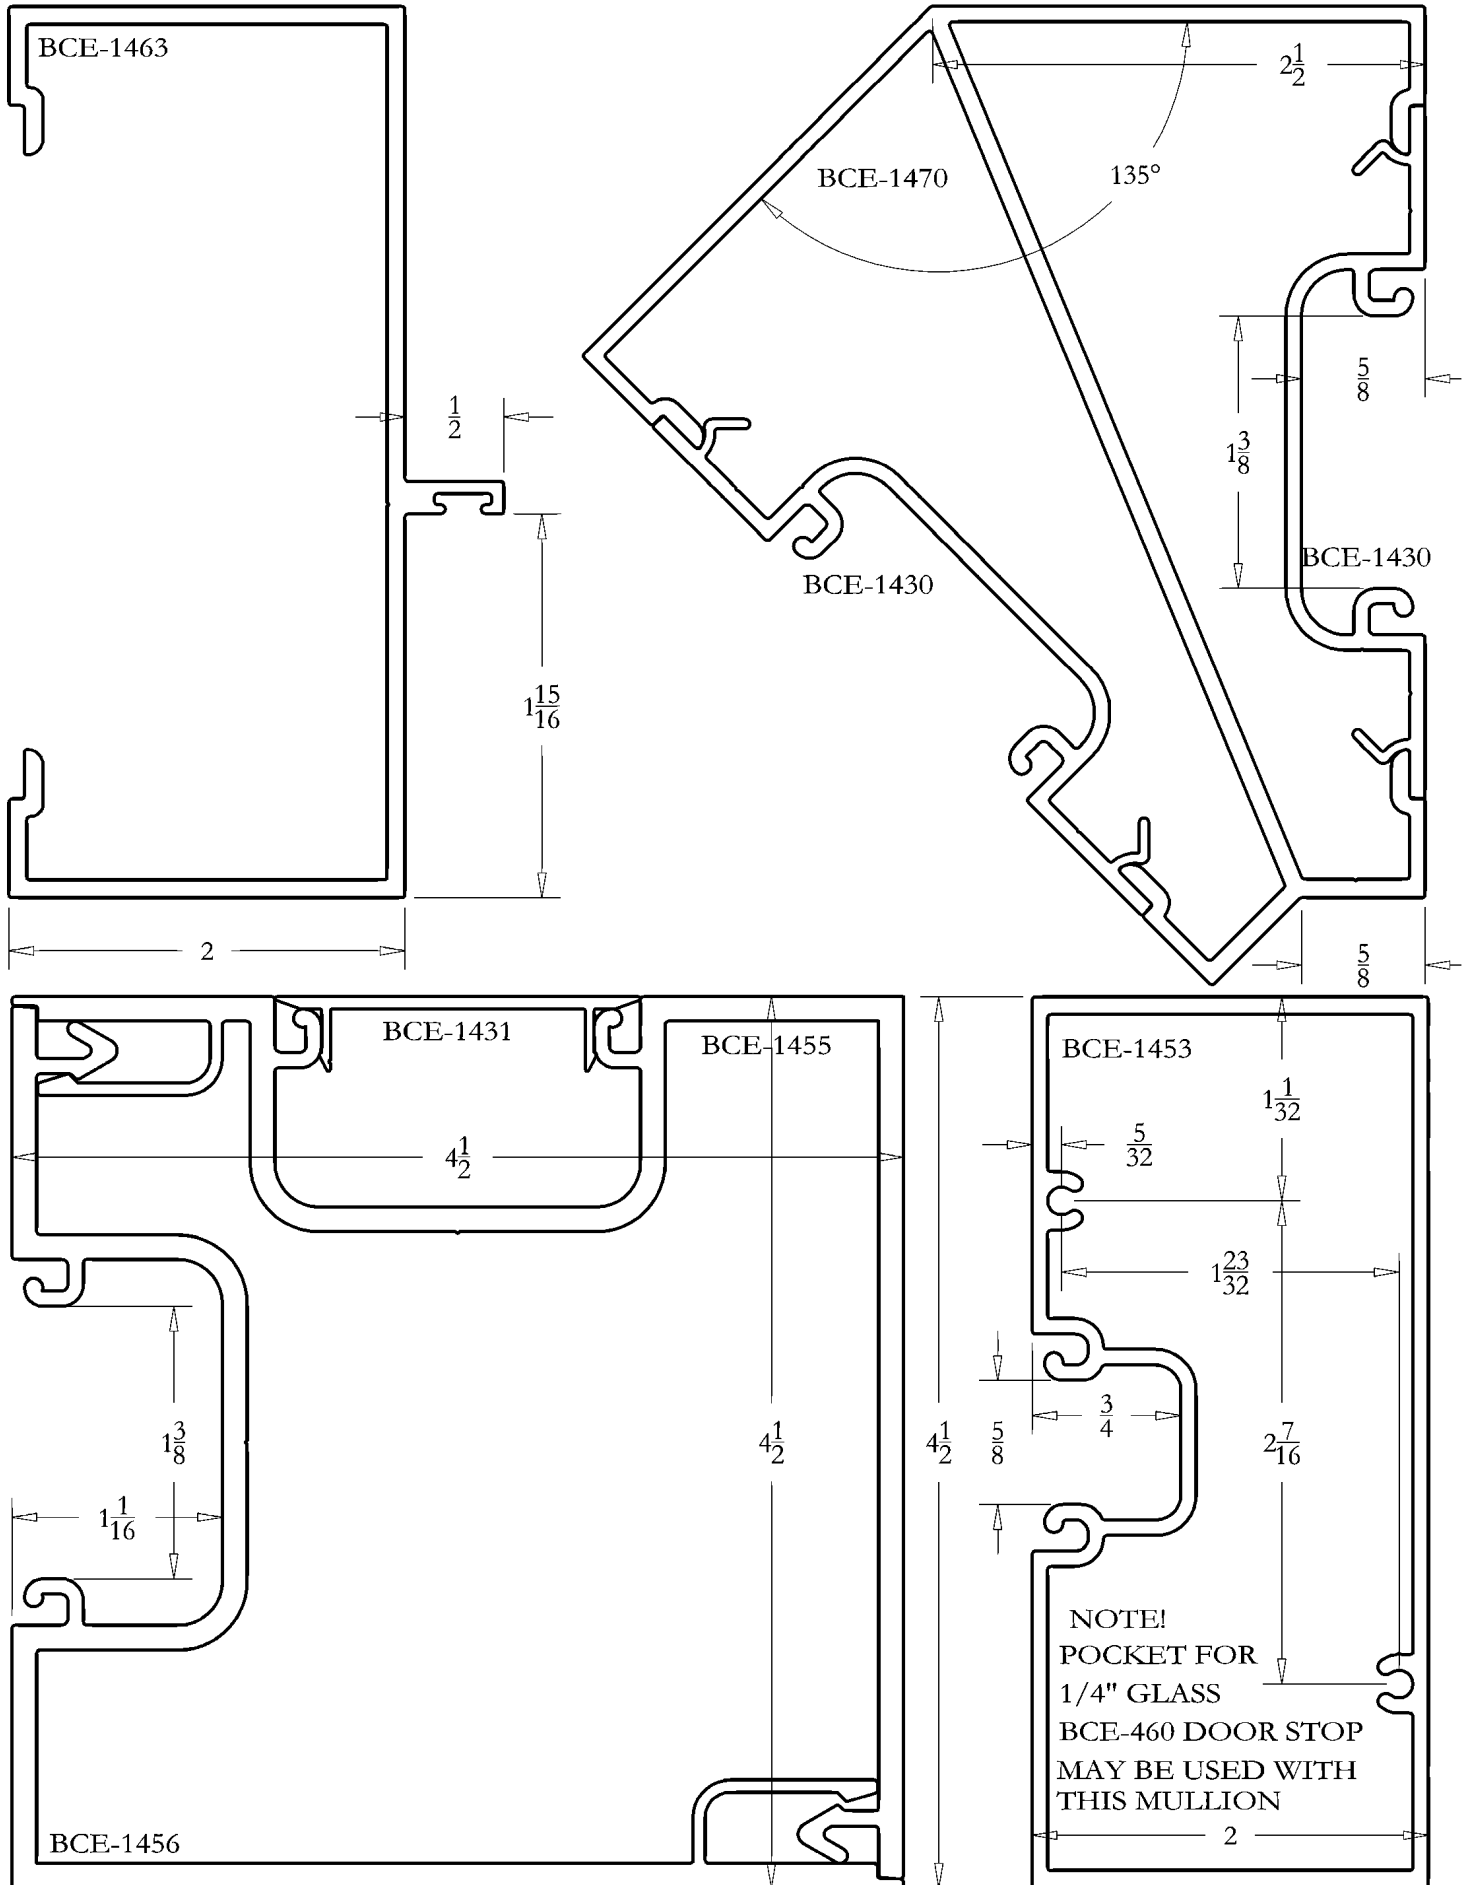 BCE-1463
1/2
1 15/16
2
2 1/2
BCE-1470
135°
5/8
1 3/8
BCE-1430
BCE-1430
5/8
BCE-1431
BCE-1455
4 1/2
1 3/8
4 1/2
1 1/16
BCE-1456
4 1/2
BCE-1453
1 1/32
5/32
1 23/32
5/8
3/4
2 7/16
NOTE!
POCKET FOR
1/4" GLASS
BCE-460 DOOR STOP
MAY BE USED WITH
THIS MULLION
2